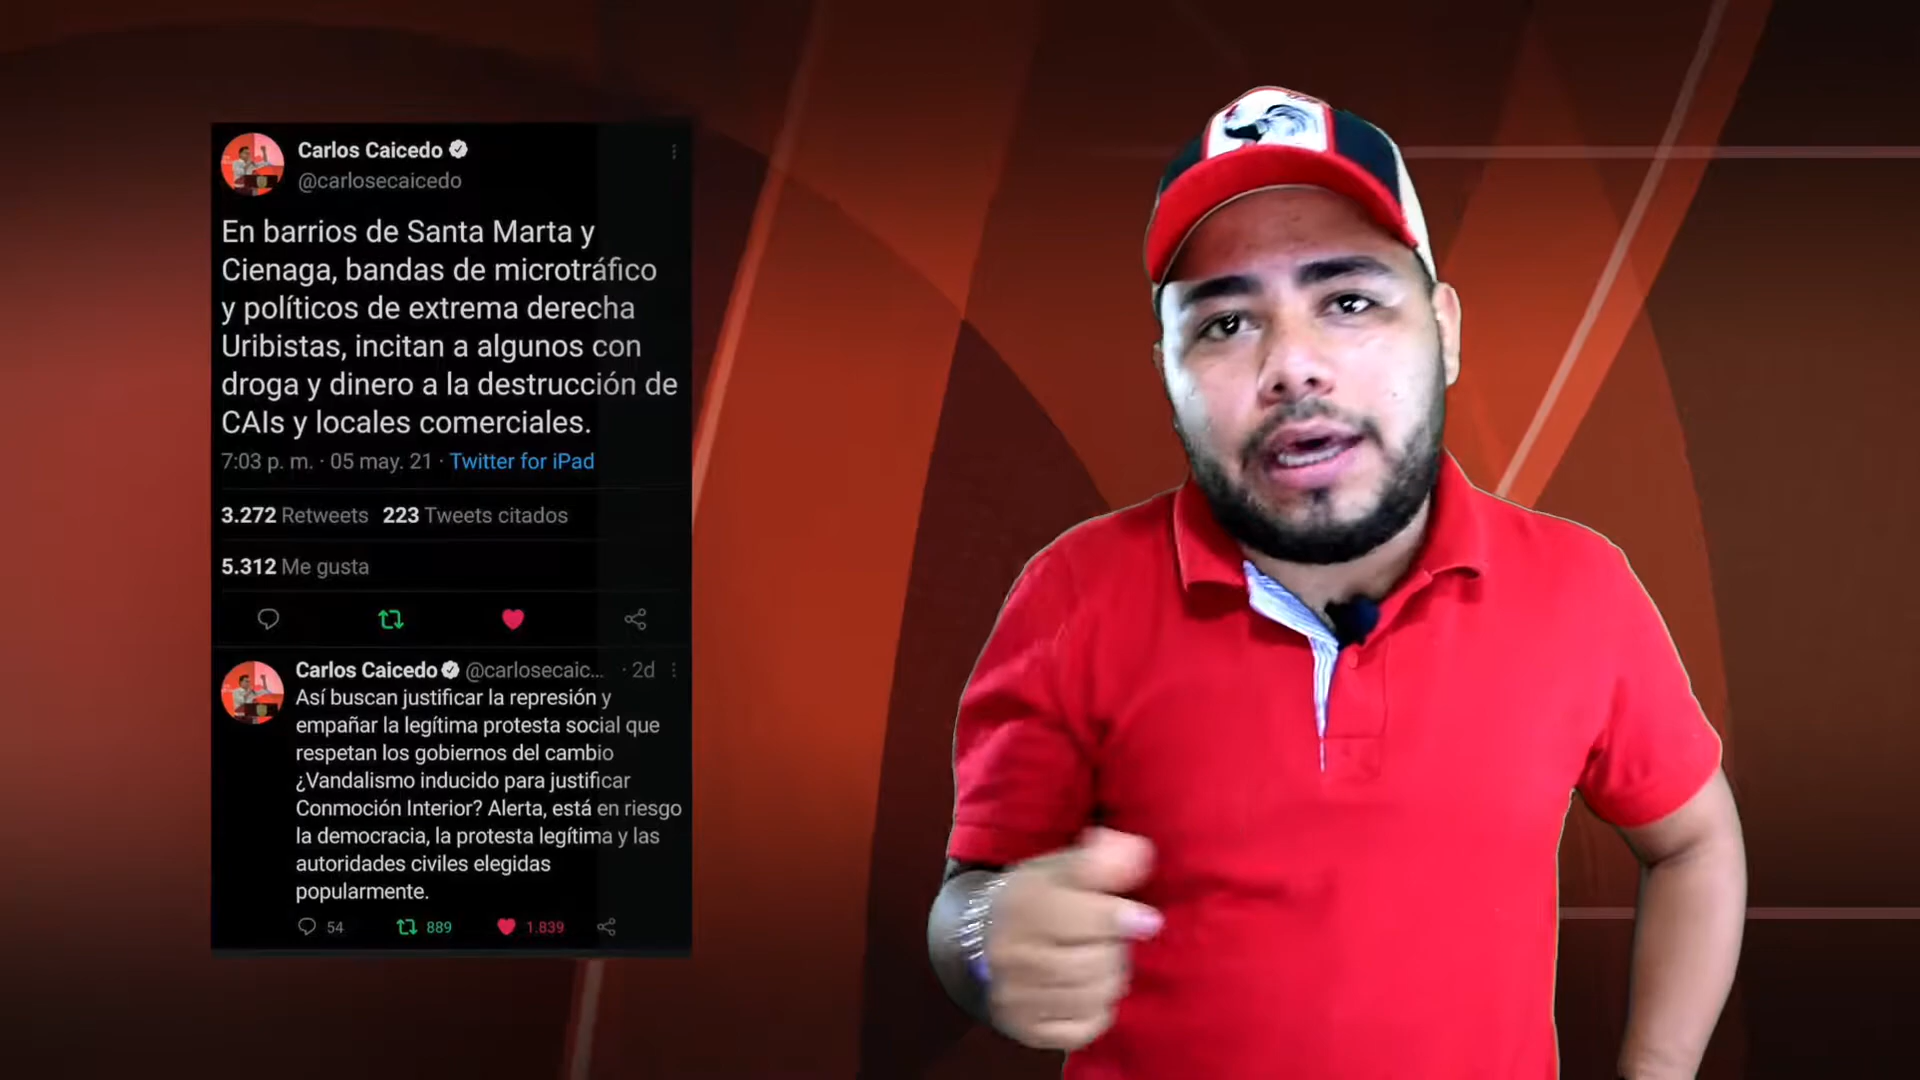 Carlos Caicedo
@carlosecaicedo
En barrios de Santa Marta y
Cienaga, bandas de microtráfico
y políticos de extrema derecha
Uribistas, incitan a algunos con
droga y dinero a la destrucción de
CAIs y locales comerciales.
7:03 p. m. · 05 may. 21 · Twitter for iPad
3.272 Retweets 223 Tweets citados
5.312 Me gusta
Carlos Caicedo @carlosecaic... · 2d
Así buscan justificar la represión y
empañar la legítima protesta social que
respetan los gobiernos del cambio
¿Vandalismo inducido para justificar
Conmoción Interior? Alerta, está en riesgo
la democracia, la protesta legítima y las
autoridades civiles elegidas
popularmente.
54 889 1.839